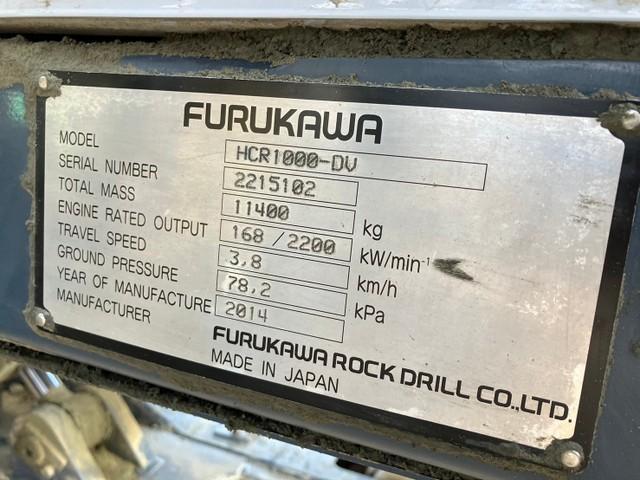 FURUKAWA
MODEL HCR1000-DV
SERIAL NUMBER 2215102
TOTAL MASS 11400 kg
ENGINE RATED OUTPUT 168/2200 kW/min⁻¹
TRAVEL SPEED 3,8 km/h
GROUND PRESSURE 78,2 kPa
YEAR OF MANUFACTURE 2014
MANUFACTURER
FURUKAWA ROCK DRILL CO.,LTD.
MADE IN JAPAN